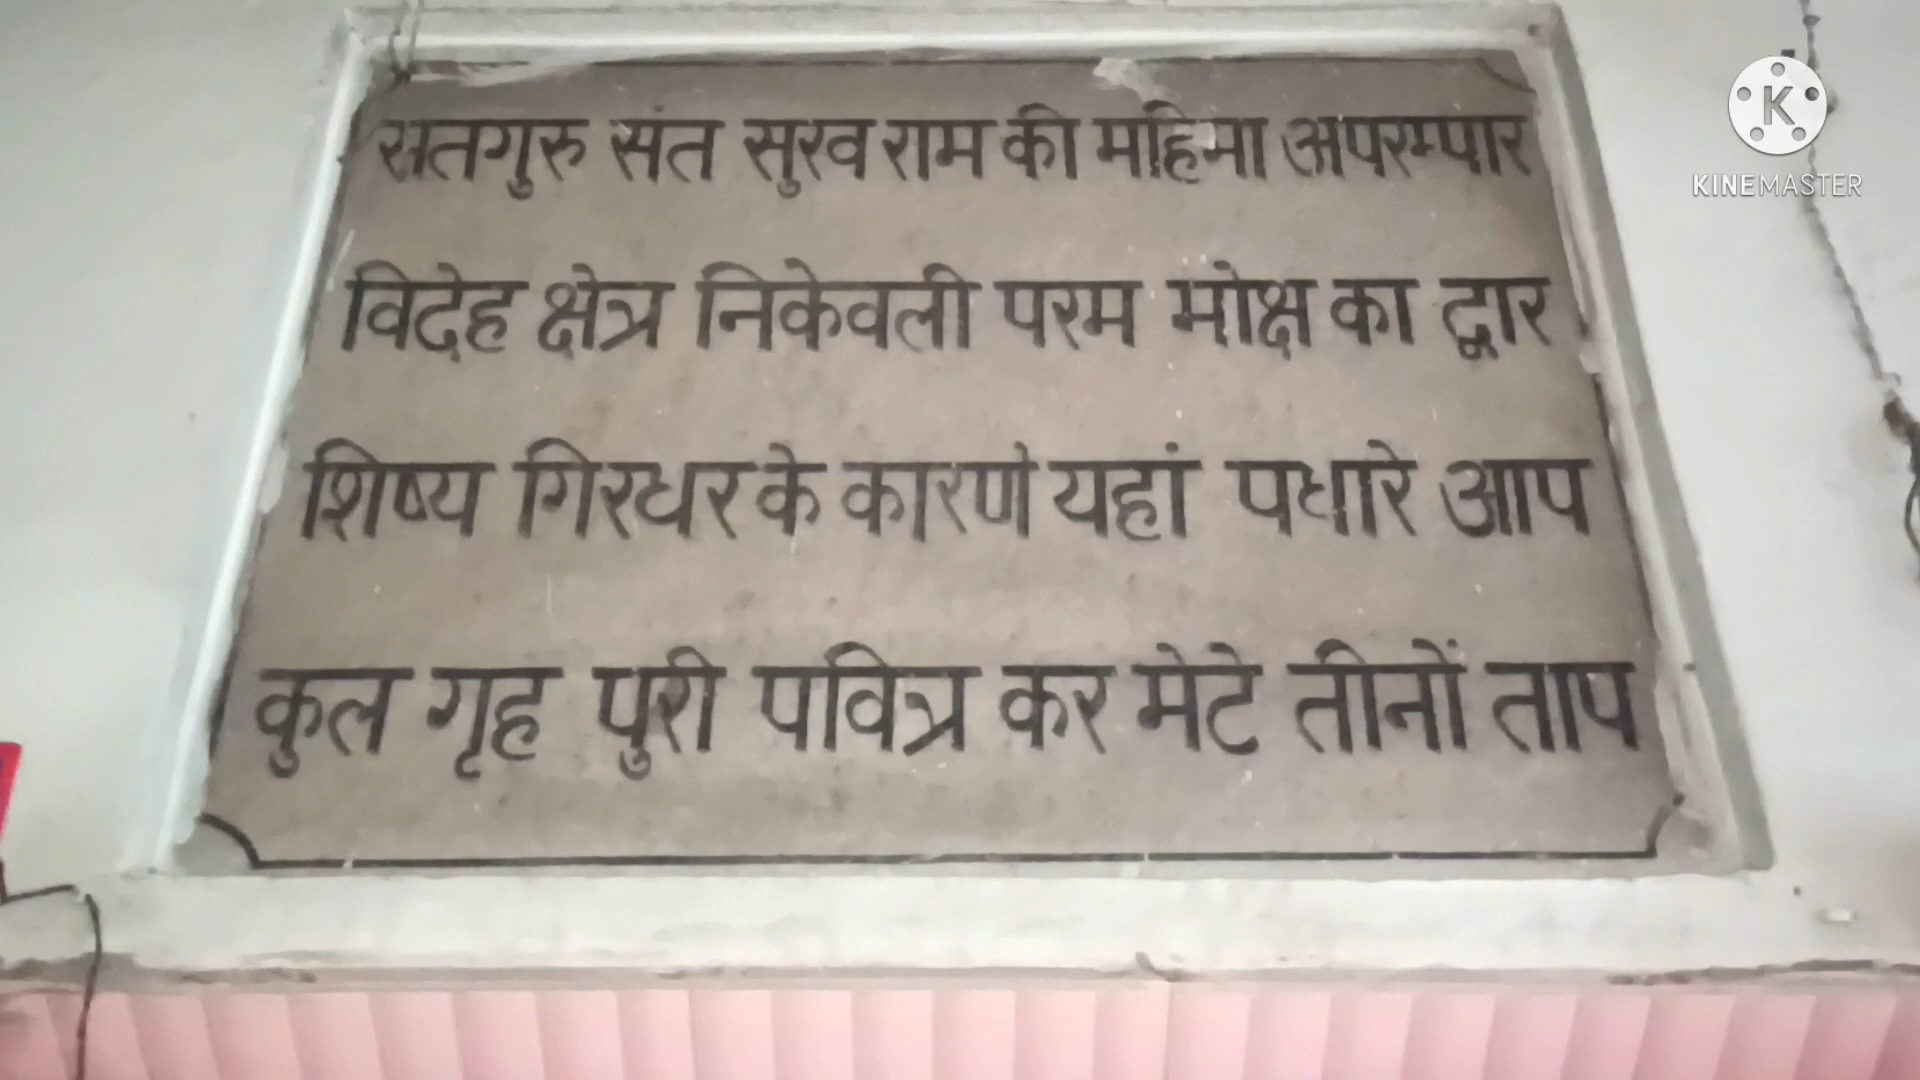 सतगुरु संत सुखराम की महिमा अपरम्पार
विदेह क्षेत्र निकेवली परम मोक्ष का द्वार
शिष्य गिरधर के कारणे यहां पधारे आप
कुल गृह पुरी पवित्र कर मेटे तीनों ताप
K
KINEMASTER